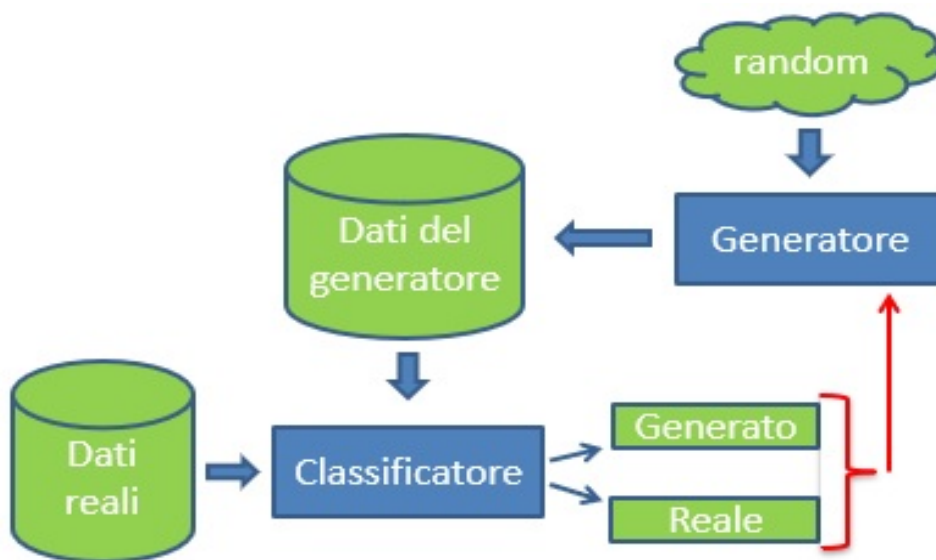 random
Dati del
generatore
Generatore
Dati
reali
Classificatore
Generato
Reale